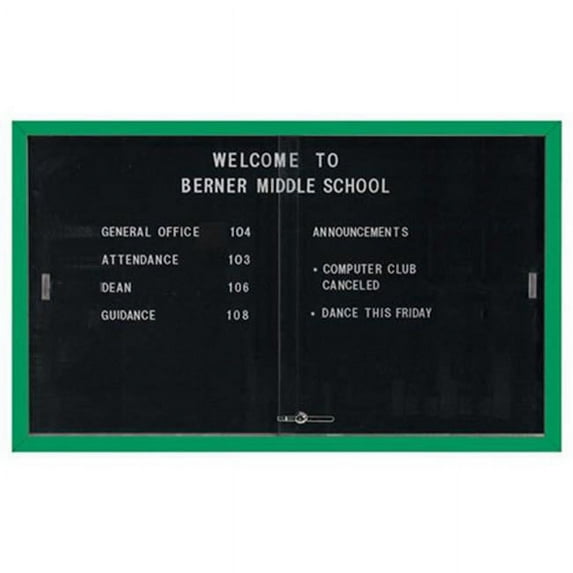 WELCOME TO
BERNER MIDDLE SCHOOL
GENERAL OFFICE 104
ATTENDANCE 103
DEAN 106
GUIDANCE 108
ANNOUNCEMENTS
• COMPUTER CLUB
CANCELED
• DANCE THIS FRIDAY